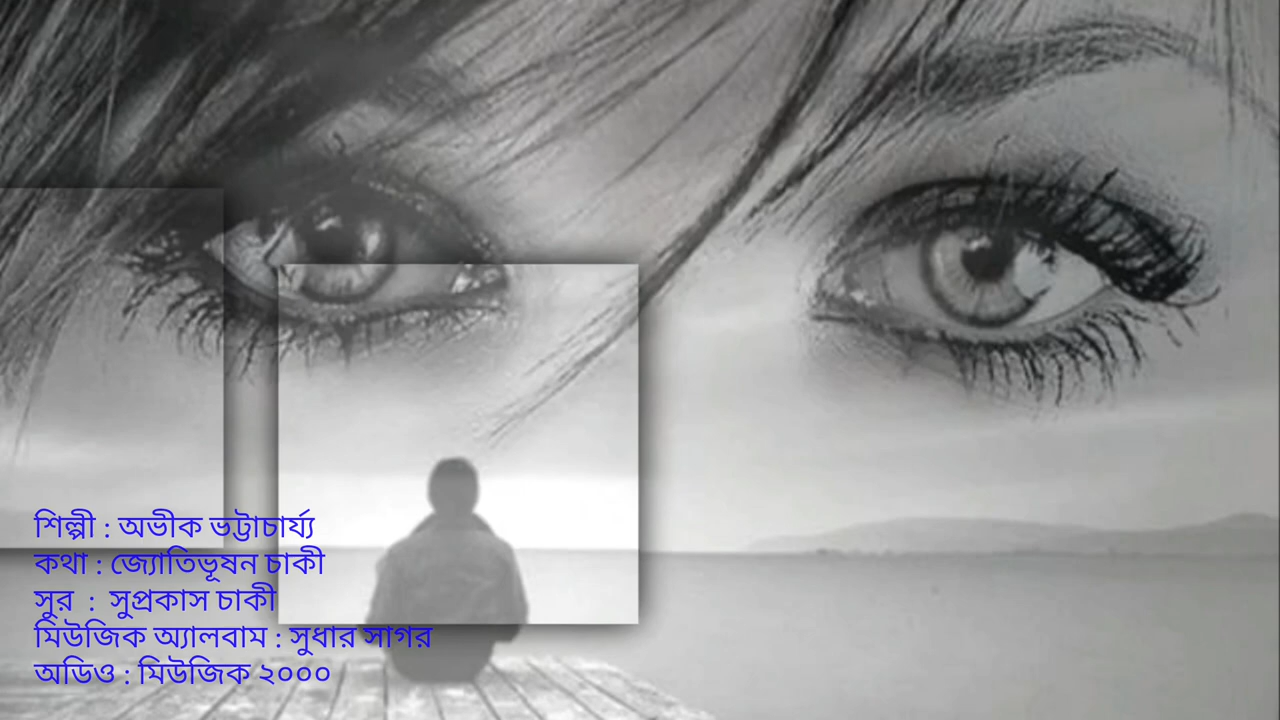 শিল্পী : অভীক ভট্টাচার্য্য
কথা : জ্যোতিভূষন চাকী
সুর : সুপ্রকাস চাকী
মিউজিক অ্যালবাম : সুধার সাগর
অডিও : মিউজিক ২০০০